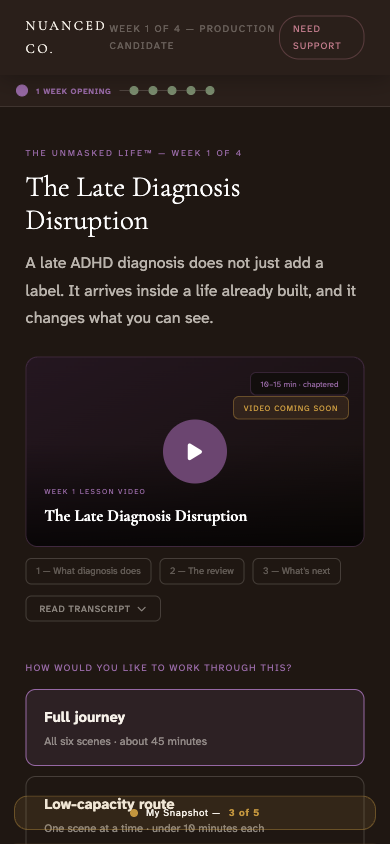 NUANCED CO.
WEEK 1 OF 4 — PRODUCTION CANDIDATE
NEED SUPPORT
1 WEEK OPENING
THE UNMASKED LIFE™ — WEEK 1 OF 4
The Late Diagnosis
Disruption
A late ADHD diagnosis does not just add a
label. It arrives inside a life already built, and it
changes what you can see.
10–15 min · chaptered
VIDEO COMING SOON
WEEK 1 LESSON VIDEO
The Late Diagnosis Disruption
1 — What diagnosis does
2 — The review
3 — What's next
READ TRANSCRIPT
HOW WOULD YOU LIKE TO WORK THROUGH THIS?
Full journey
All six scenes · about 45 minutes
Low-capacity route
My Snapshot — 3 of 5
One scene at a time · under 10 minutes each